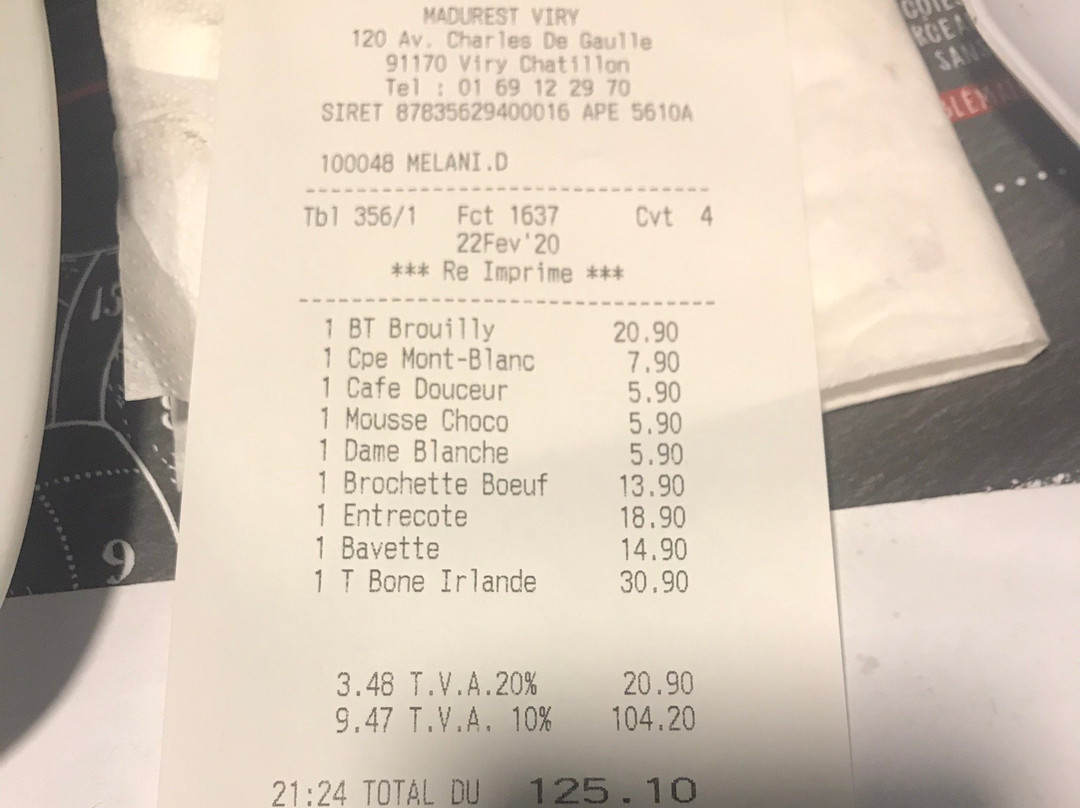 MADUREST VIRY
120 Av. Charles De Gaulle
91170 Viry Chatillon
Tel : 01 69 12 29 70
SIRET 87835629400016 APE 5610A
100048 MELANI.D
--------------------------------
Tbl 356/1 Fct 1637 Cvt 4
22Fev'20
*** Re Imprime ***
--------------------------------
1 BT Brouilly 20.90
1 Cpe Mont-Blanc 7.90
1 Cafe Douceur 5.90
1 Mousse Choco 5.90
1 Dame Blanche 5.90
1 Brochette Boeuf 13.90
1 Entrecote 18.90
1 Bavette 14.90
1 T Bone Irlande 30.90
3.48 T.V.A.20% 20.90
9.47 T.V.A. 10% 104.20
21:24 TOTAL DU 125.10
9